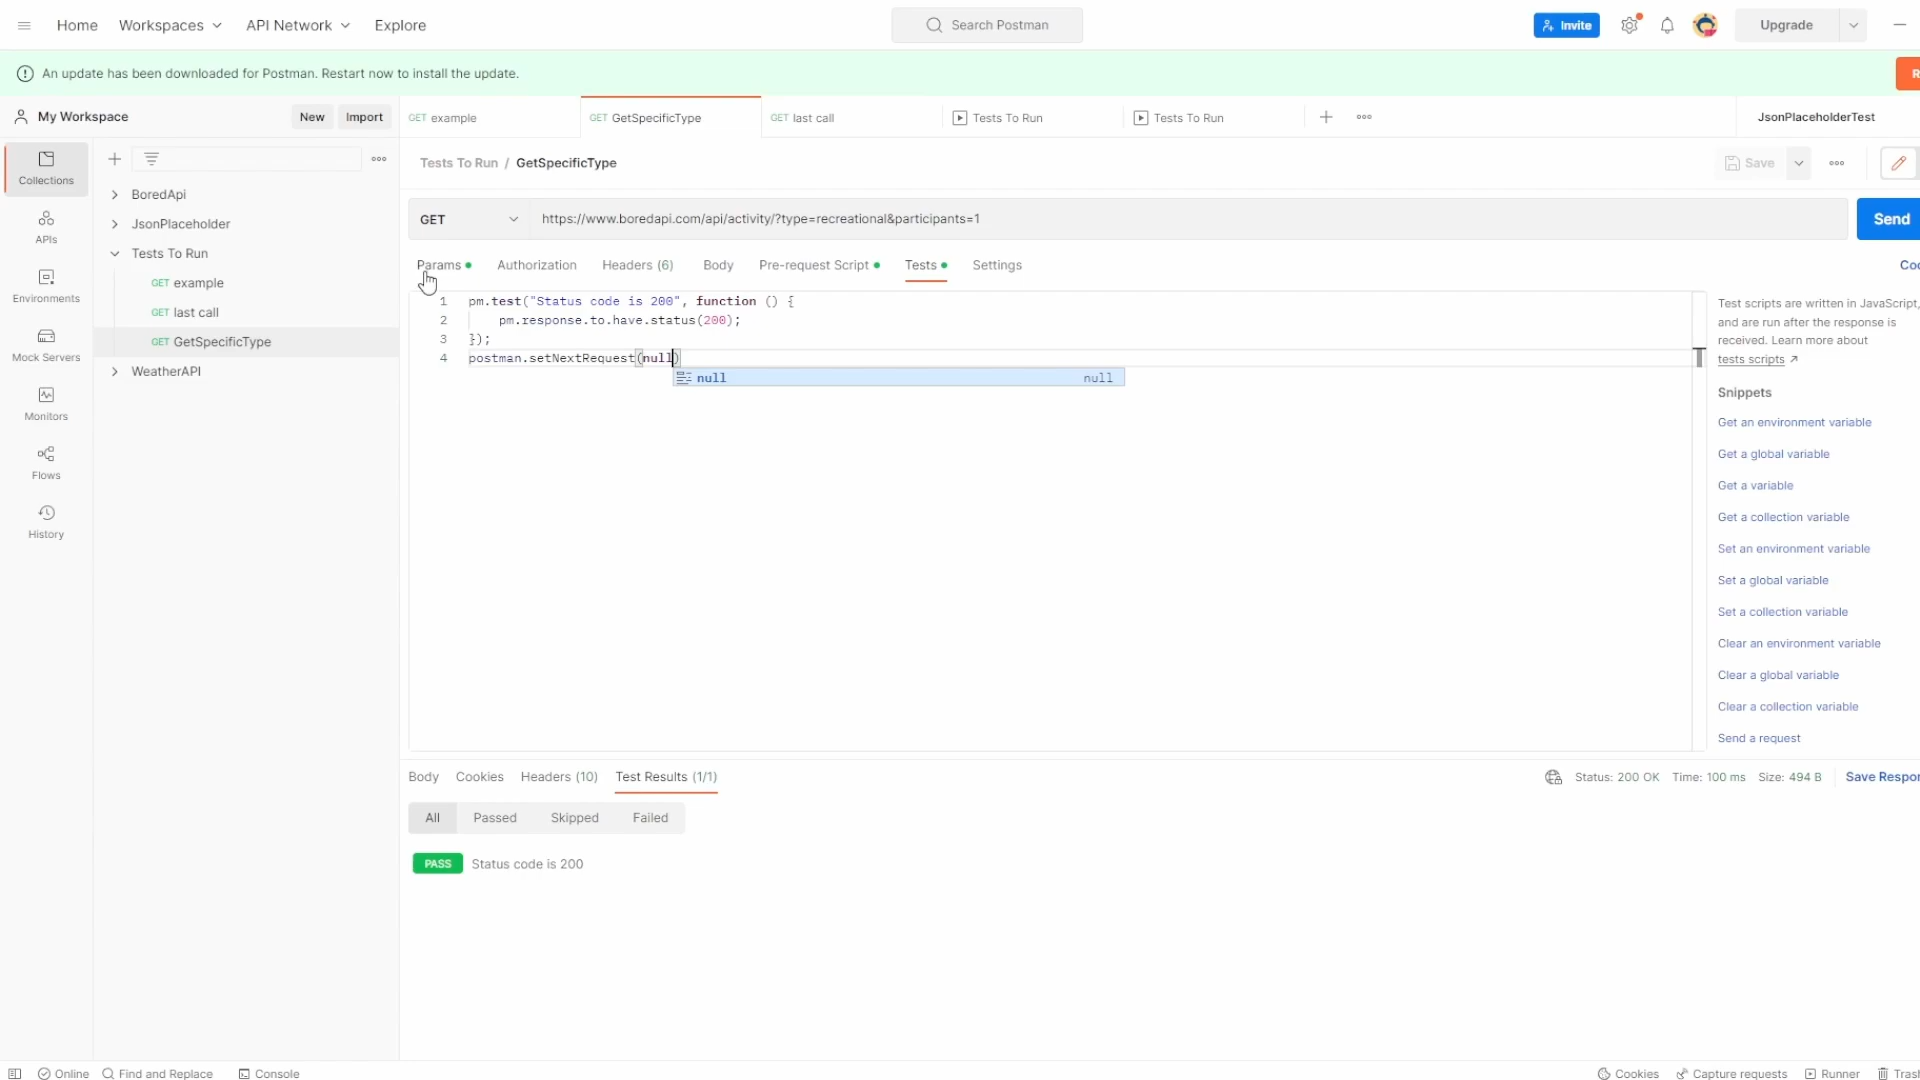 Home Workspaces API Network Explore Search Postman Invite Upgrade
An update has been downloaded for Postman. Restart now to install the update.
My Workspace New Import GET example GET GetSpecificType GET last call Tests To Run Tests To Run JsonPlaceholderTest
Collections
APIs
Environments
Mock Servers
Monitors
Flows
History
BoredApi
JsonPlaceholder
Tests To Run
GET example
GET last call
GET GetSpecificType
WeatherAPI
Tests To Run / GetSpecificType Save
GET https://www.boredapi.com/api/activity/?type=recreational&participants=1 Send
Params Authorization Headers (6) Body Pre-request Script Tests Settings Coo
1 pm.test("Status code is 200", function () {
2 pm.response.to.have.status(200);
3 });
4 postman.setNextRequest(null)
null null
Test scripts are written in JavaScript,
and are run after the response is
received. Learn more about
tests scripts
Snippets
Get an environment variable
Get a global variable
Get a variable
Get a collection variable
Set an environment variable
Set a global variable
Set a collection variable
Clear an environment variable
Clear a global variable
Clear a collection variable
Send a request
Body Cookies Headers (10) Test Results (1/1) Status: 200 OK Time: 100 ms Size: 494 B Save Respon
All Passed Skipped Failed
PASS Status code is 200
Online Find and Replace Console Cookies Capture requests Runner Trash